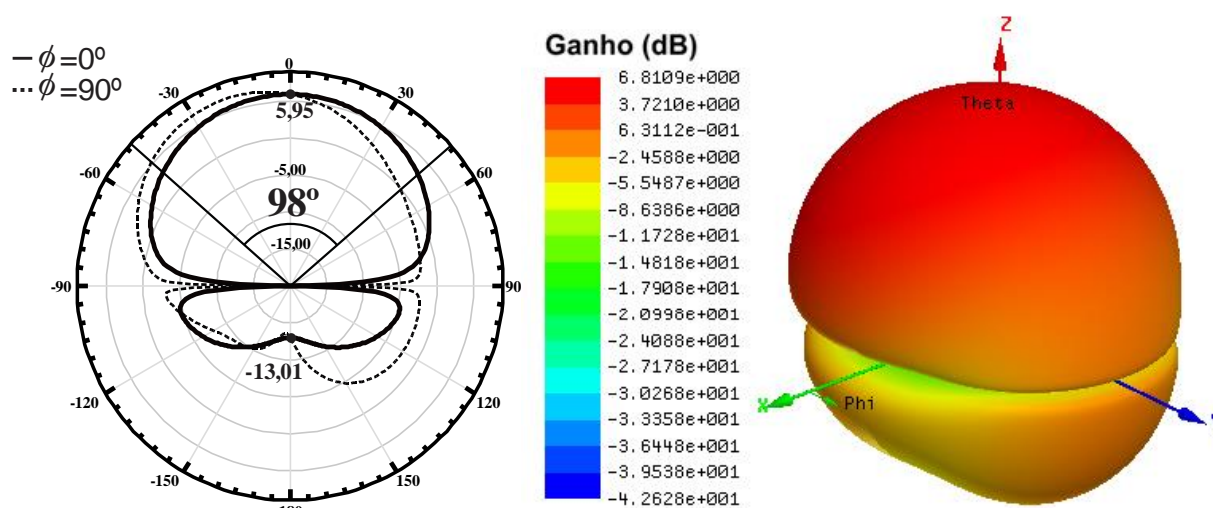 — ϕ=0º
··· ϕ=90º
0
-30
30
-60
60
-90
90
-120
120
-150
150
5,95
-5,00
98º
-15,00
-13,01
Ganho (dB)
6.8109e+000
3.7210e+000
6.3112e-001
-2.4588e+000
-5.5487e+000
-8.6386e+000
-1.1728e+001
-1.4818e+001
-1.7908e+001
-2.0998e+001
-2.4088e+001
-2.7178e+001
-3.0268e+001
-3.3358e+001
-3.6448e+001
-3.9538e+001
-4.2628e+001
Z
Theta
X
Phi